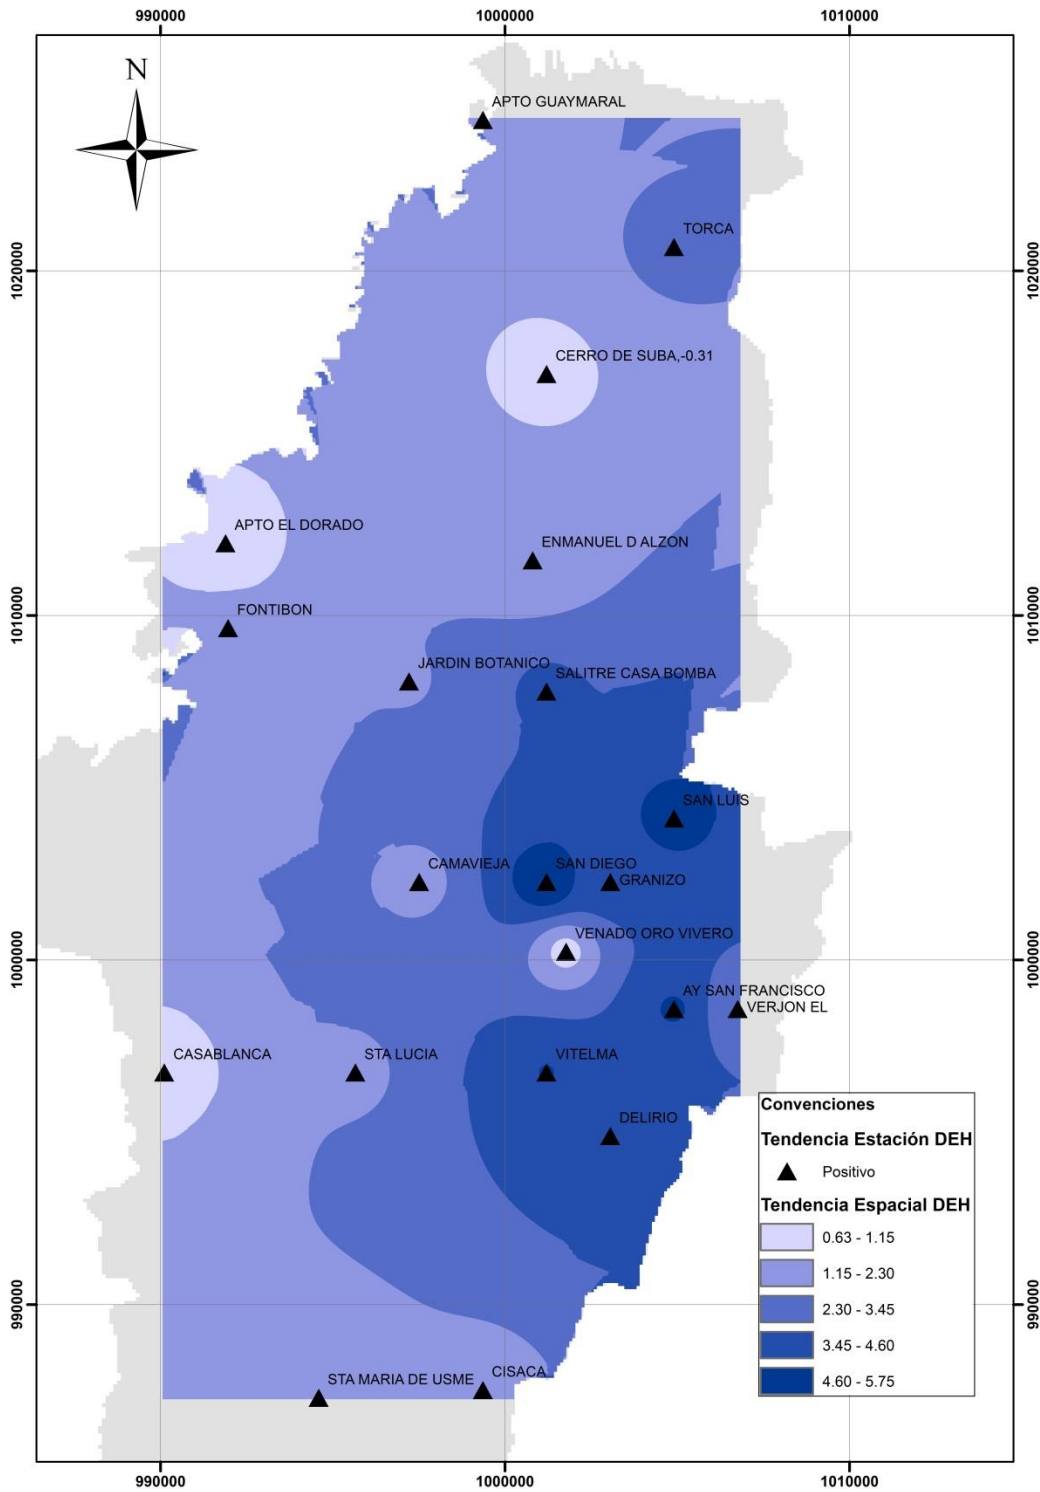 990000
1000000
1010000
N
APTO GUAYMARAL
TORCA
1020000
1020000
CERRO DE SUBA,-0.31
APTO EL DORADO
ENMANUEL D ALZON
FONTIBON
1010000
1010000
JARDIN BOTANICO
SALITRE CASA BOMBA
SAN LUIS
CAMAVIEJA
SAN DIEGO
GRANIZO
VENADO ORO VIVERO
1000000
1000000
AY SAN FRANCISCO
VERJON EL
CASABLANCA
STA LUCIA
VITELMA
DELIRIO
Convenciones
Tendencia Estación DEH
Positivo
Tendencia Espacial DEH
0.63 - 1.15
1.15 - 2.30
2.30 - 3.45
3.45 - 4.60
4.60 - 5.75
990000
990000
STA MARIA DE USME
CISACA
990000
1000000
1010000